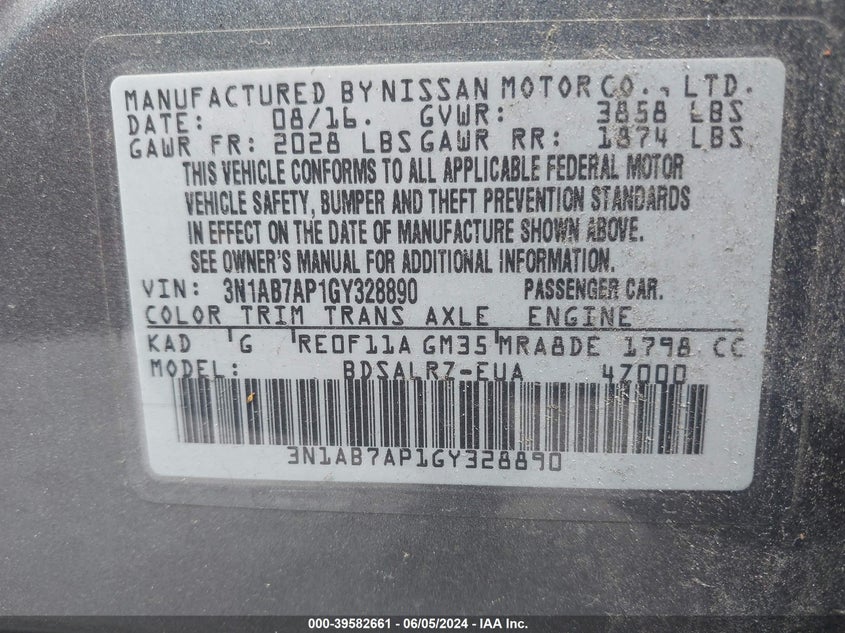 MANUFACTURED BY NISSAN MOTOR CO., LTD.
DATE: 08/16. GVWR: 3858 LBS
GAWR FR: 2028 LBS GAWR RR: 1874 LBS
THIS VEHICLE CONFORMS TO ALL APPLICABLE FEDERAL MOTOR
VEHICLE SAFETY, BUMPER AND THEFT PREVENTION STANDARDS
IN EFFECT ON THE DATE OF MANUFACTURE SHOWN ABOVE.
SEE OWNER'S MANUAL FOR ADDITIONAL INFORMATION.
VIN: 3N1AB7AP1GY328890 PASSENGER CAR.
COLOR TRIM TRANS AXLE ENGINE
KAD G RE0F11A GM35 MRA8DE 1798 CC
MODEL: BDSALRZ-EUA 47000
3N1AB7AP1GY328890
000-39582661 - 06/05/2024 - IAA Inc.